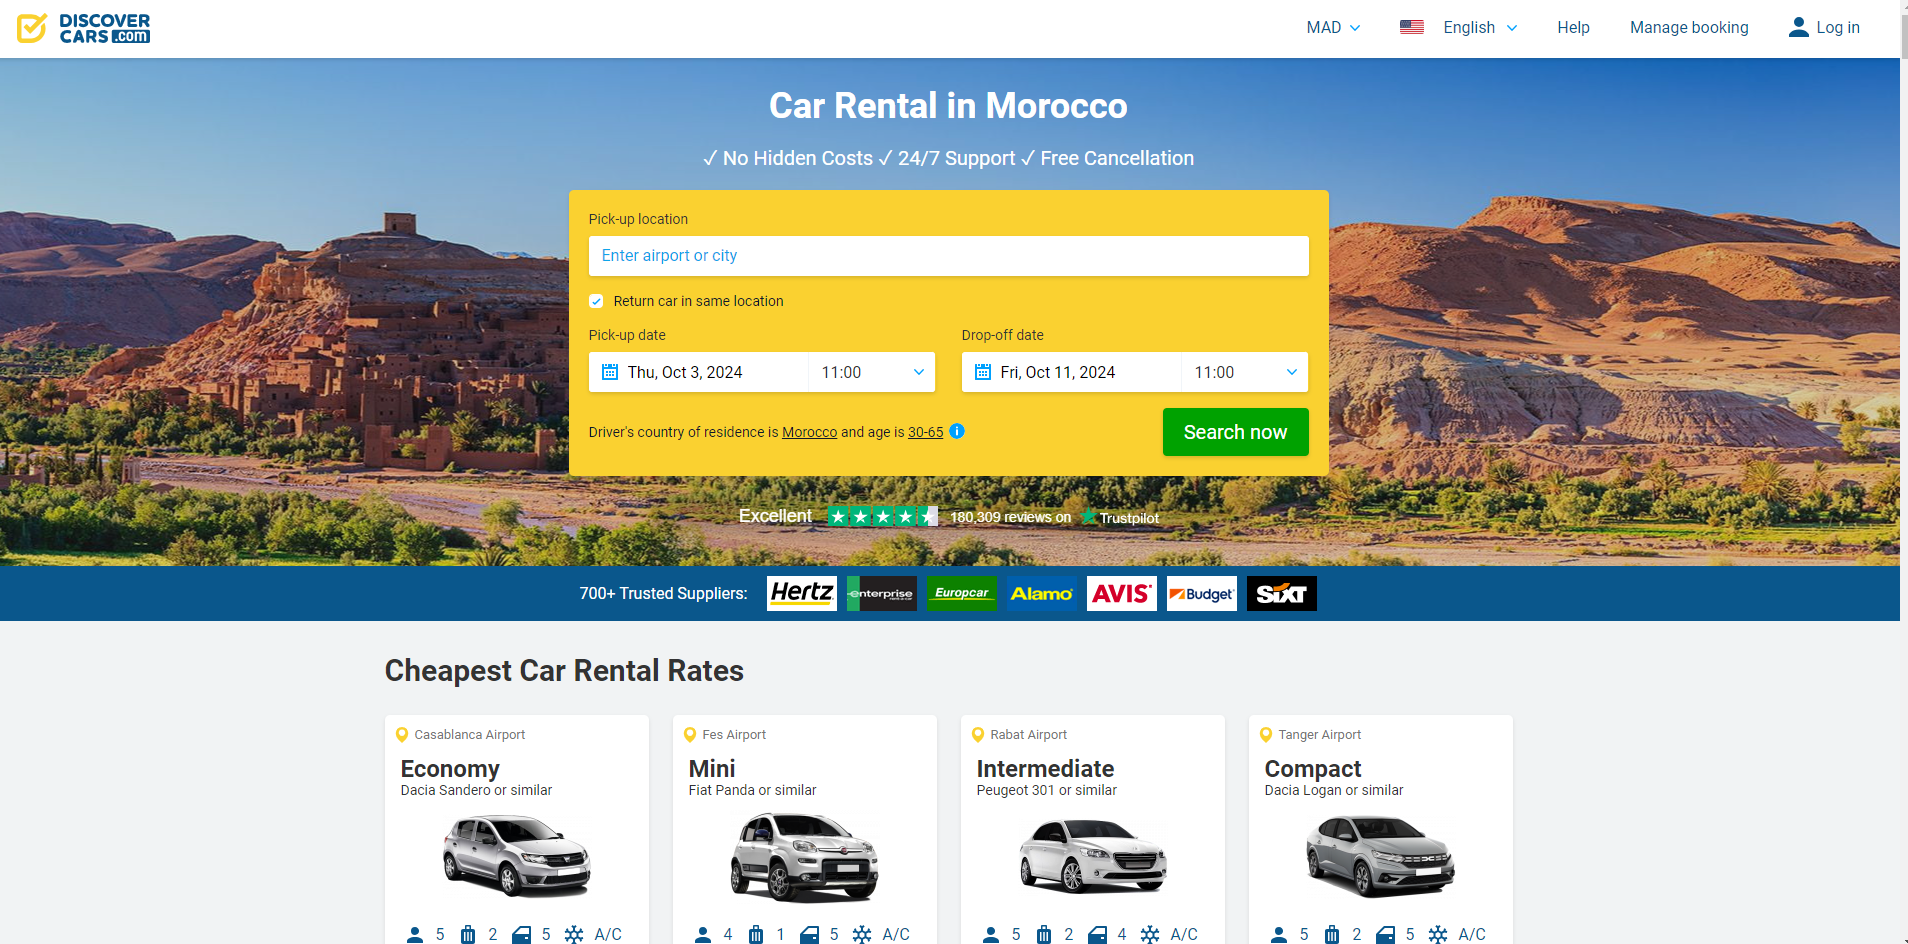 DISCOVER
CARS.com
MAD
English
Help
Manage booking
Log in
Car Rental in Morocco
✓ No Hidden Costs ✓ 24/7 Support ✓ Free Cancellation
Pick-up location
Enter airport or city
Return car in same location
Pick-up date
Drop-off date
Thu, Oct 3, 2024
11:00
Fri, Oct 11, 2024
11:00
Driver's country of residence is Morocco and age is 30-65
Search now
Excellent
180,309 reviews on
Trustpilot
700+ Trusted Suppliers:
Hertz
enterprise
Europcar
Alamo
AVIS
Budget
SIXT
Cheapest Car Rental Rates
Casablanca Airport
Economy
Dacia Sandero or similar
5 2 5 A/C
Fes Airport
Mini
Fiat Panda or similar
4 1 5 A/C
Rabat Airport
Intermediate
Peugeot 301 or similar
5 2 4 A/C
Tanger Airport
Compact
Dacia Logan or similar
5 2 5 A/C